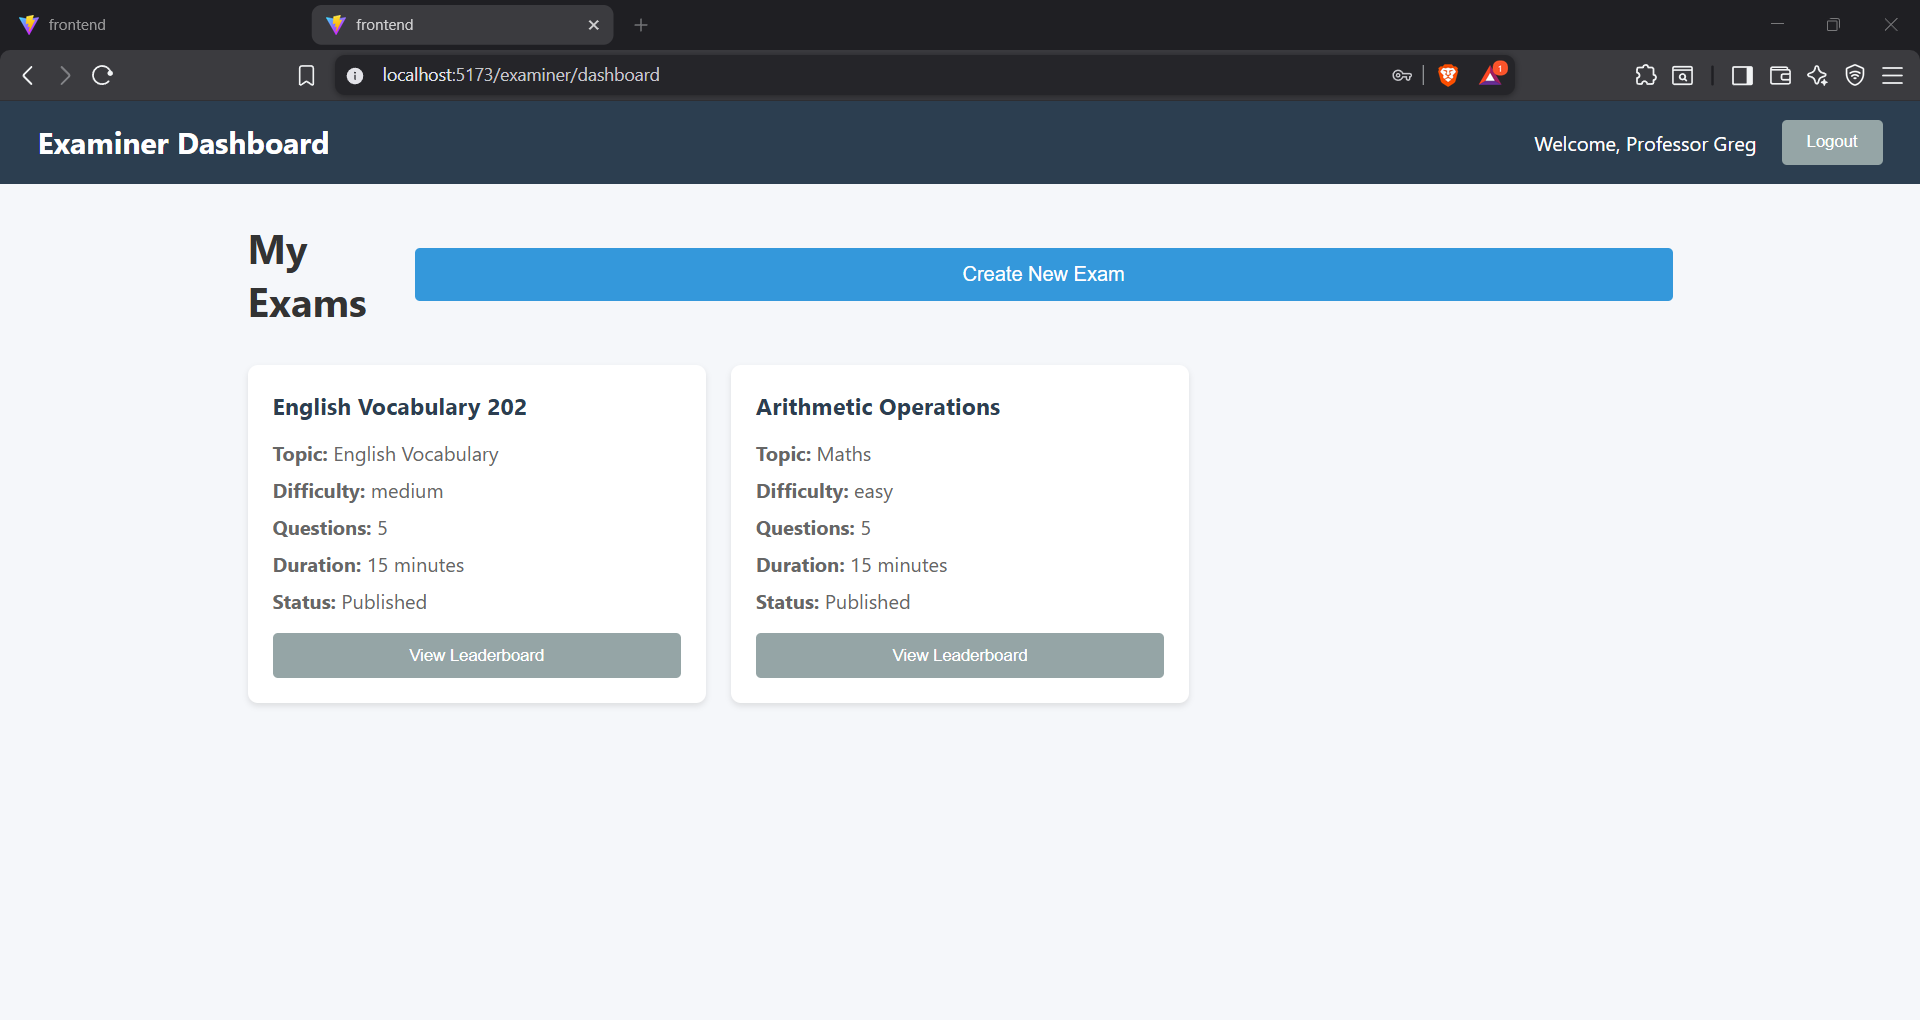 frontend
frontend
localhost:5173/examiner/dashboard
1
Examiner Dashboard
Welcome, Professor Greg
Logout
My
Exams
Create New Exam
English Vocabulary 202
Topic: English Vocabulary
Difficulty: medium
Questions: 5
Duration: 15 minutes
Status: Published
View Leaderboard
Arithmetic Operations
Topic: Maths
Difficulty: easy
Questions: 5
Duration: 15 minutes
Status: Published
View Leaderboard